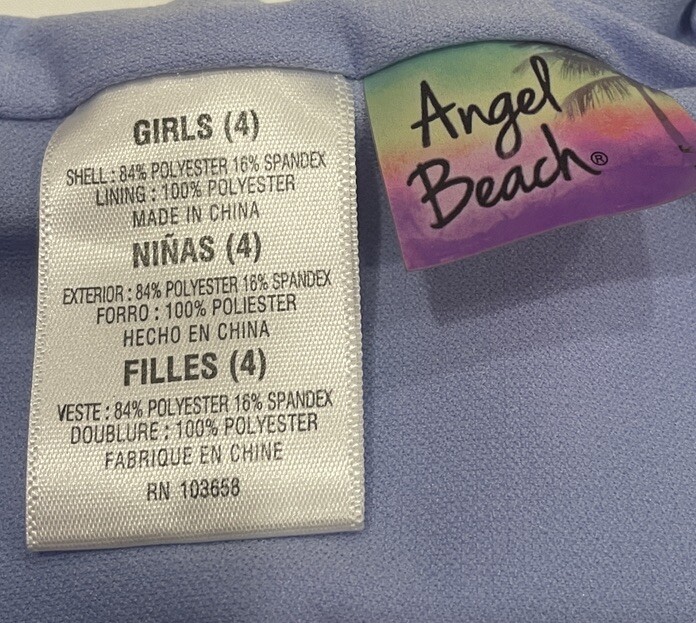 GIRLS (4)
SHELL : 84% POLYESTER 16% SPANDEX
LINING : 100% POLYESTER
MADE IN CHINA
NIÑAS (4)
EXTERIOR : 84% POLYESTER 16% SPANDEX
FORRO : 100% POLIESTER
HECHO EN CHINA
FILLES (4)
VESTE : 84% POLYESTER 16% SPANDEX
DOUBLURE : 100% POLYESTER
FABRIQUE EN CHINE
RN 103658
Angel
Beach®